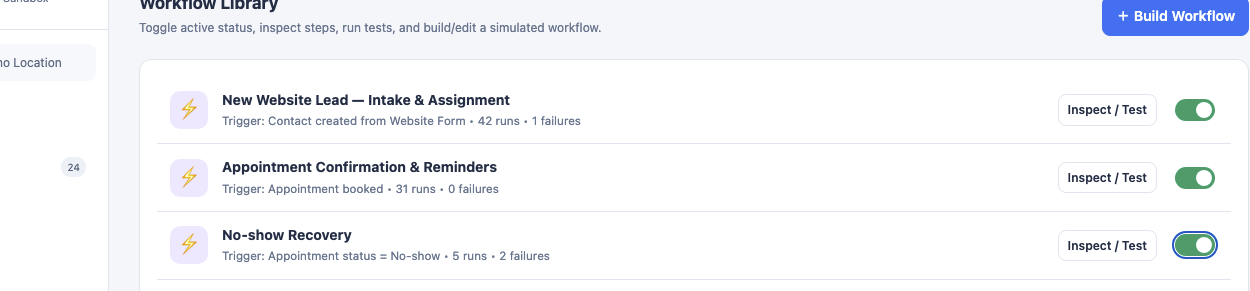 Sandbox
Workflow Library
Toggle active status, inspect steps, run tests, and build/edit a simulated workflow.
+ Build Workflow
Location
New Website Lead — Intake & Assignment
Trigger: Contact created from Website Form • 42 runs • 1 failures
Inspect / Test
24
Appointment Confirmation & Reminders
Trigger: Appointment booked • 31 runs • 0 failures
Inspect / Test
No-show Recovery
Trigger: Appointment status = No-show • 5 runs • 2 failures
Inspect / Test